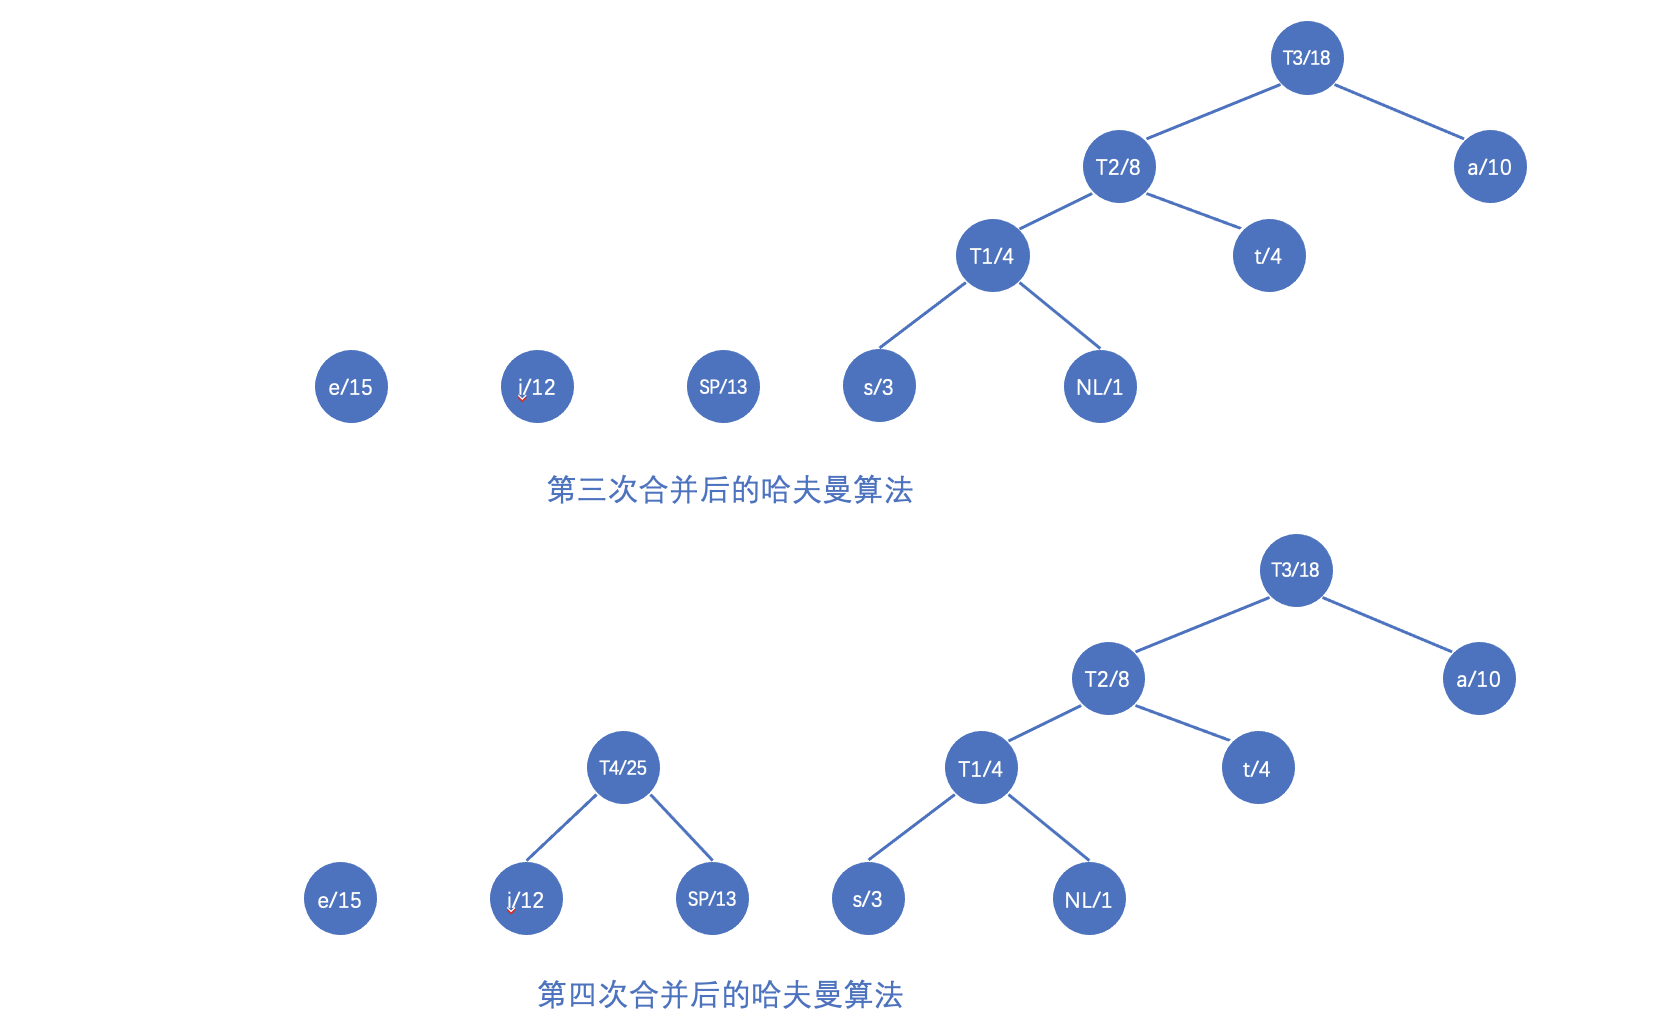 T3/18
T2/8
a/10
T1/4
t/4
e/15
i/12
SP/13
s/3
NL/1
第三次合并后的哈夫曼算法
T3/18
T2/8
a/10
T4/25
T1/4
t/4
e/15
i/12
SP/13
s/3
NL/1
第四次合并后的哈夫曼算法